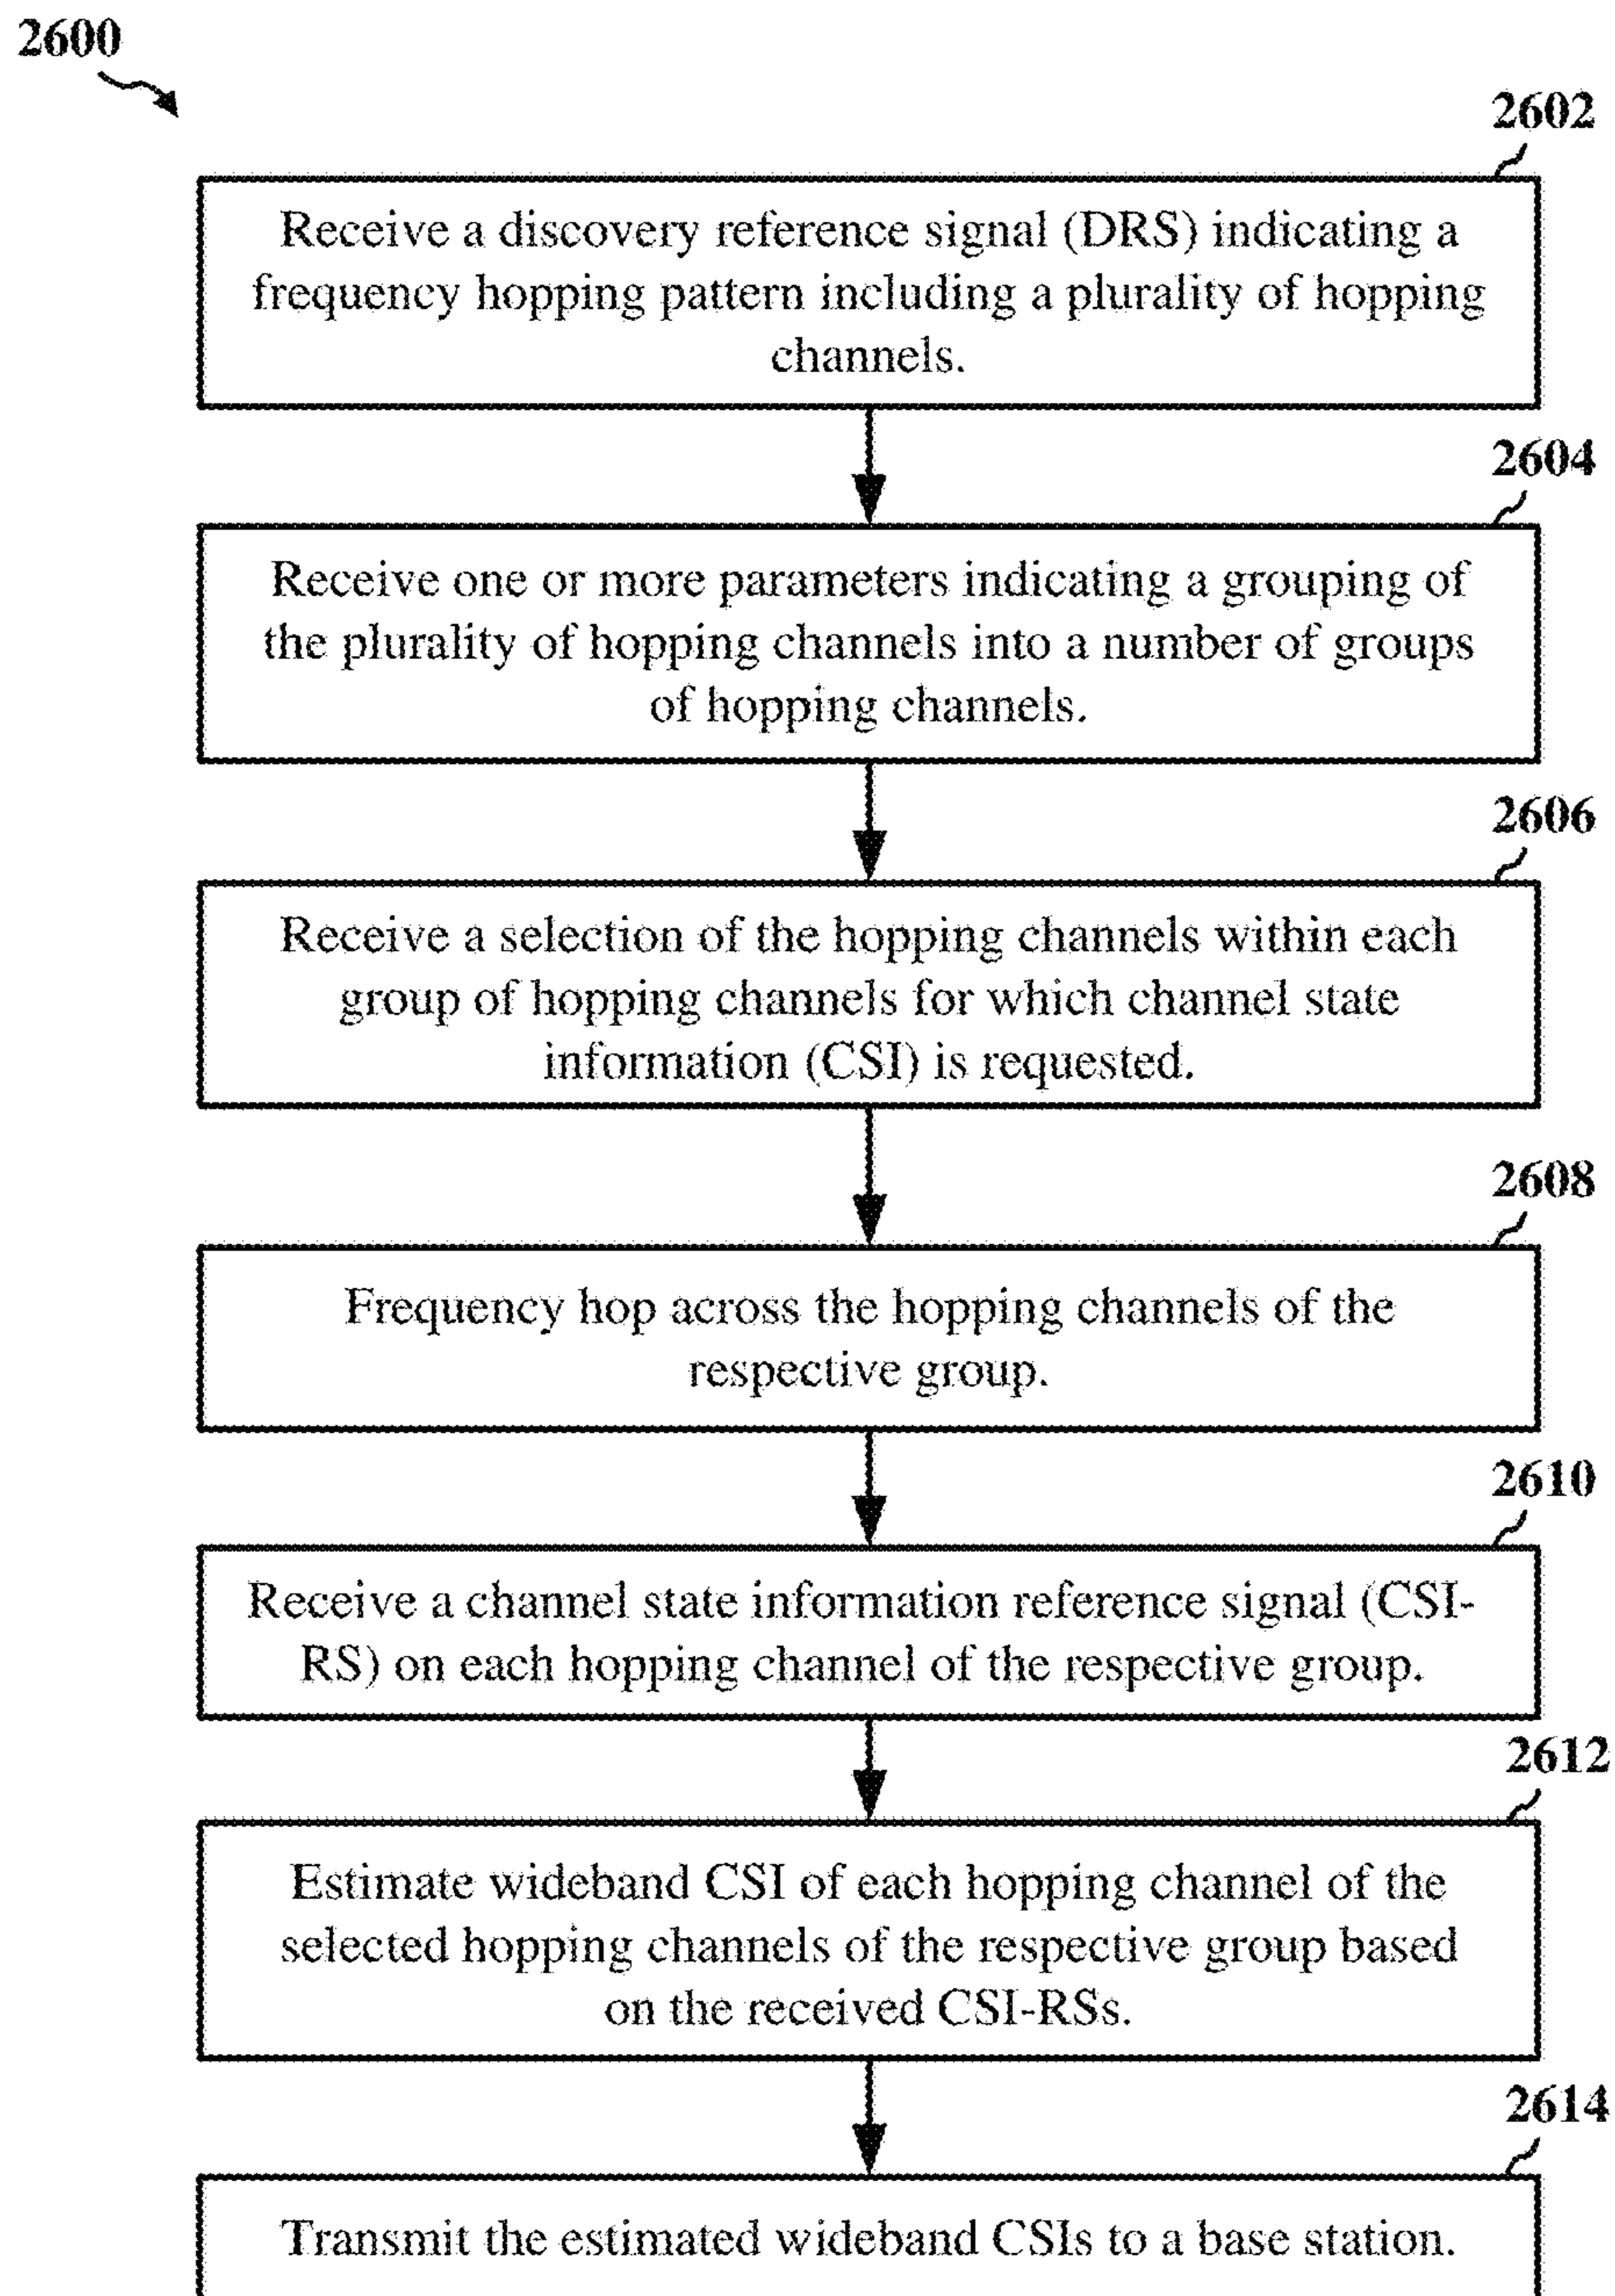 2600
2602
Receive a discovery reference signal (DRS) indicating a
frequency hopping pattern including a plurality of hopping
channels.
2604
Receive one or more parameters indicating a grouping of
the plurality of hopping channels into a number of groups
of hopping channels.
2606
Receive a selection of the hopping channels within each
group of hopping channels for which channel state
information (CSI) is requested.
2608
Frequency hop across the hopping channels of the
respective group.
2610
Receive a channel state information reference signal (CSI-
RS) on each hopping channel of the respective group.
2612
Estimate wideband CSI of each hopping channel of the
selected hopping channels of the respective group based
on the received CSI-RSs.
2614
Transmit the estimated wideband CSIs to a base station.